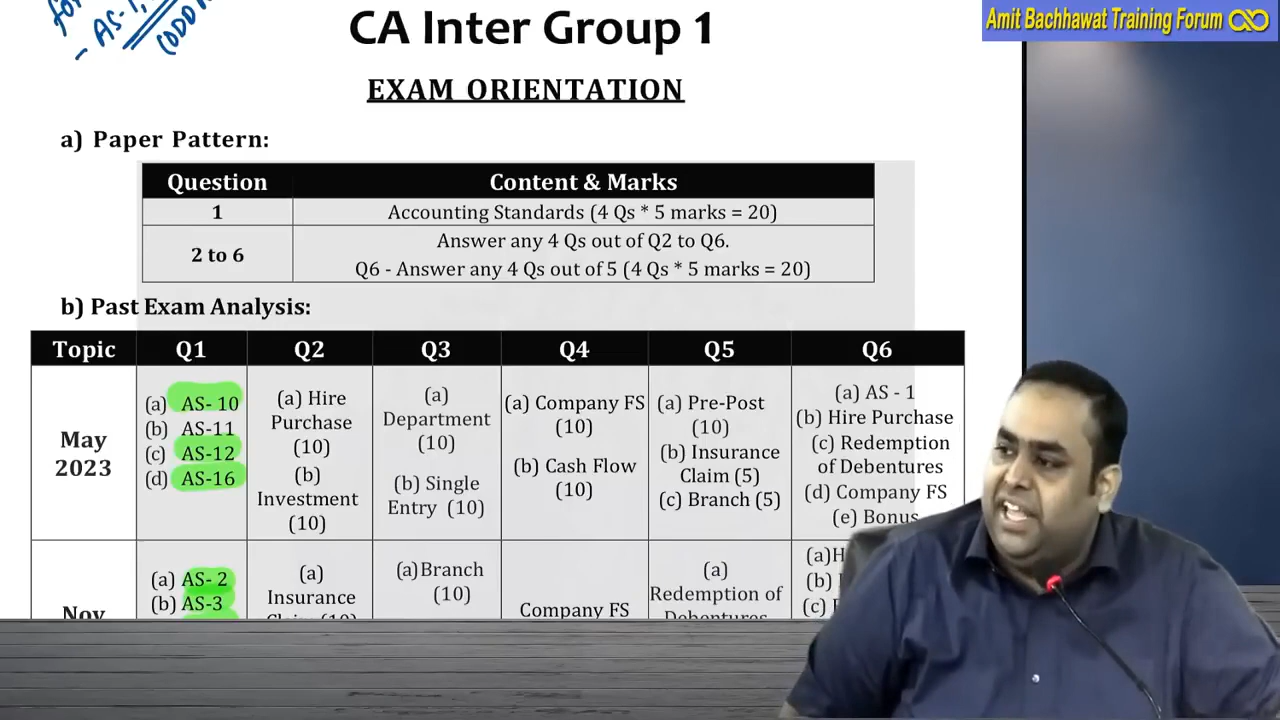 Amit Bachhawat Training Forum
for
- AS-1,
CA Inter Group 1
EXAM ORIENTATION
a) Paper Pattern:
Question Content & Marks
1 Accounting Standards (4 Qs * 5 marks = 20)
2 to 6 Answer any 4 Qs out of Q2 to Q6.
Q6 - Answer any 4 Qs out of 5 (4 Qs * 5 marks = 20)
b) Past Exam Analysis:
Topic Q1 Q2 Q3 Q4 Q5 Q6
May
2023
(a) AS- 10
(b) AS-11
(c) AS-12
(d) AS-16
(a) Hire
Purchase
(10)
(b)
Investment
(10)
(a)
Department
(10)
(b) Single
Entry (10)
(a) Company FS
(10)
(b) Cash Flow
(10)
(a) Pre-Post
(10)
(b) Insurance
Claim (5)
(c) Branch (5)
(a) AS - 1
(b) Hire Purchase
(c) Redemption
of Debentures
(d) Company FS
(e) Bonus
Nov
(a) AS- 2
(b) AS-3
(a)
Insurance
Claim (10)
(a)Branch
(10)
Company FS
(a)
Redemption of
Debentures
(a)H
(b)
(c)